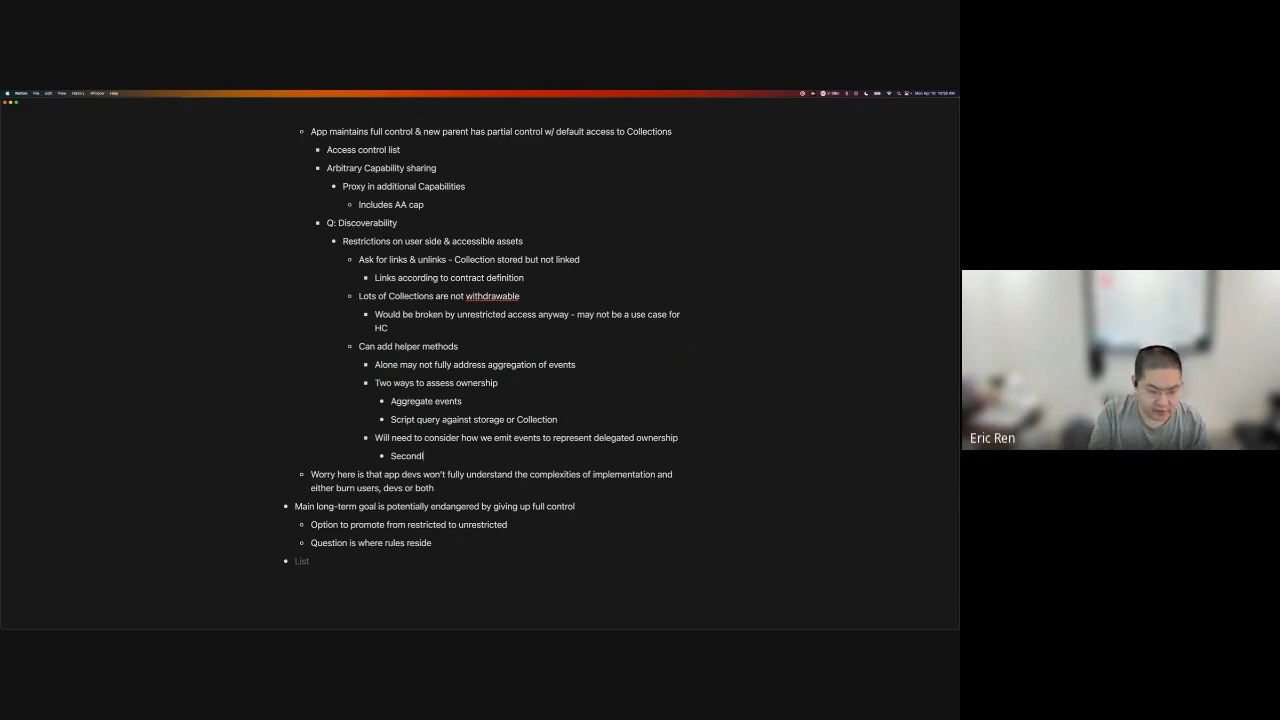 Notion File Edit View History Window Help
App maintains full control & new parent has partial control w/ default access to Collections
Access control list
Arbitrary Capability sharing
Proxy in additional Capabilities
Includes AA cap
Q: Discoverability
Restrictions on user side & accessible assets
Ask for links & unlinks - Collection stored but not linked
Links according to contract definition
Lots of Collections are not withdrawable
Would be broken by unrestricted access anyway - may not be a use case for
HC
Can add helper methods
Alone may not fully address aggregation of events
Two ways to assess ownership
Aggregate events
Script query against storage or Collection
Will need to consider how we emit events to represent delegated ownership
Secondl
Worry here is that app devs won't fully understand the complexities of implementation and
either burn users, devs or both
Main long-term goal is potentially endangered by giving up full control
Option to promote from restricted to unrestricted
Question is where rules reside
List
Eric Ren